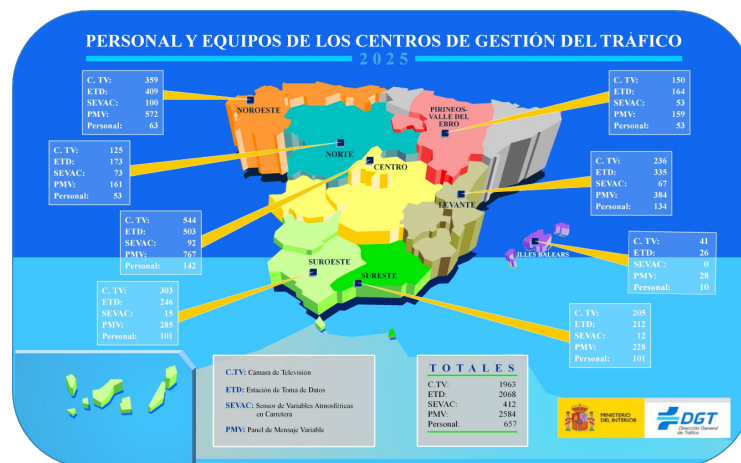 PERSONAL Y EQUIPOS DE LOS CENTROS DE GESTIÓN DEL TRÁFICO
2025
C. TV: 359
ETD: 409
SEVAC: 100
PMV: 572
Personal: 63
C. TV: 150
ETD: 164
SEVAC: 53
PMV: 159
Personal: 53
NOROESTE
PIRINEOS-
VALLE DEL
EBRO
NORTE
CENTRO
LEVANTE
C. TV: 125
ETD: 173
SEVAC: 73
PMV: 161
Personal: 53
C. TV: 236
ETD: 335
SEVAC: 67
PMV: 384
Personal: 134
C. TV: 544
ETD: 503
SEVAC: 92
PMV: 767
Personal: 142
C. TV: 41
ETD: 26
SEVAC: 0
PMV: 28
Personal: 10
ILLES BALEARS
SUROESTE
SURESTE
C. TV: 303
ETD: 246
SEVAC: 15
PMV: 285
Personal: 101
C. TV: 205
ETD: 212
SEVAC: 12
PMV: 228
Personal: 101
C.TV: Cámara de Televisión
ETD: Estación de Toma de Datos
SEVAC: Sensor de Variables Atmosféricas
en Carretera
PMV: Panel de Mensaje Variable
TOTALES
C.TV: 1963
ETD: 2068
SEVAC: 412
PMV: 2584
Personal: 657
MINISTERIO
DEL INTERIOR
DGT
Dirección General
de Tráfico